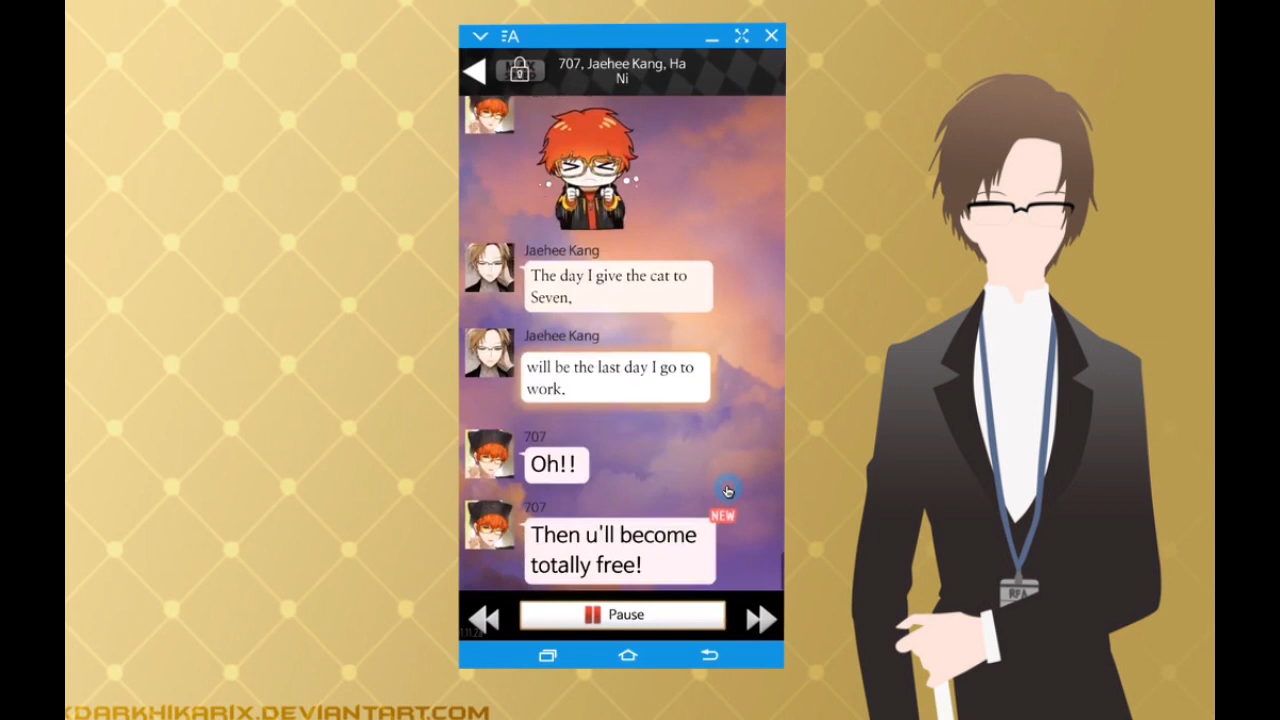 707, Jaehee Kang, Ha
Ni
Jaehee Kang
The day I give the cat to
Seven,
Jaehee Kang
will be the last day I go to
work.
707
Oh!!
707
NEW
Then u'll become
totally free!
Pause
RFA
XDARKHIKARIX.DEVIANTART.COM